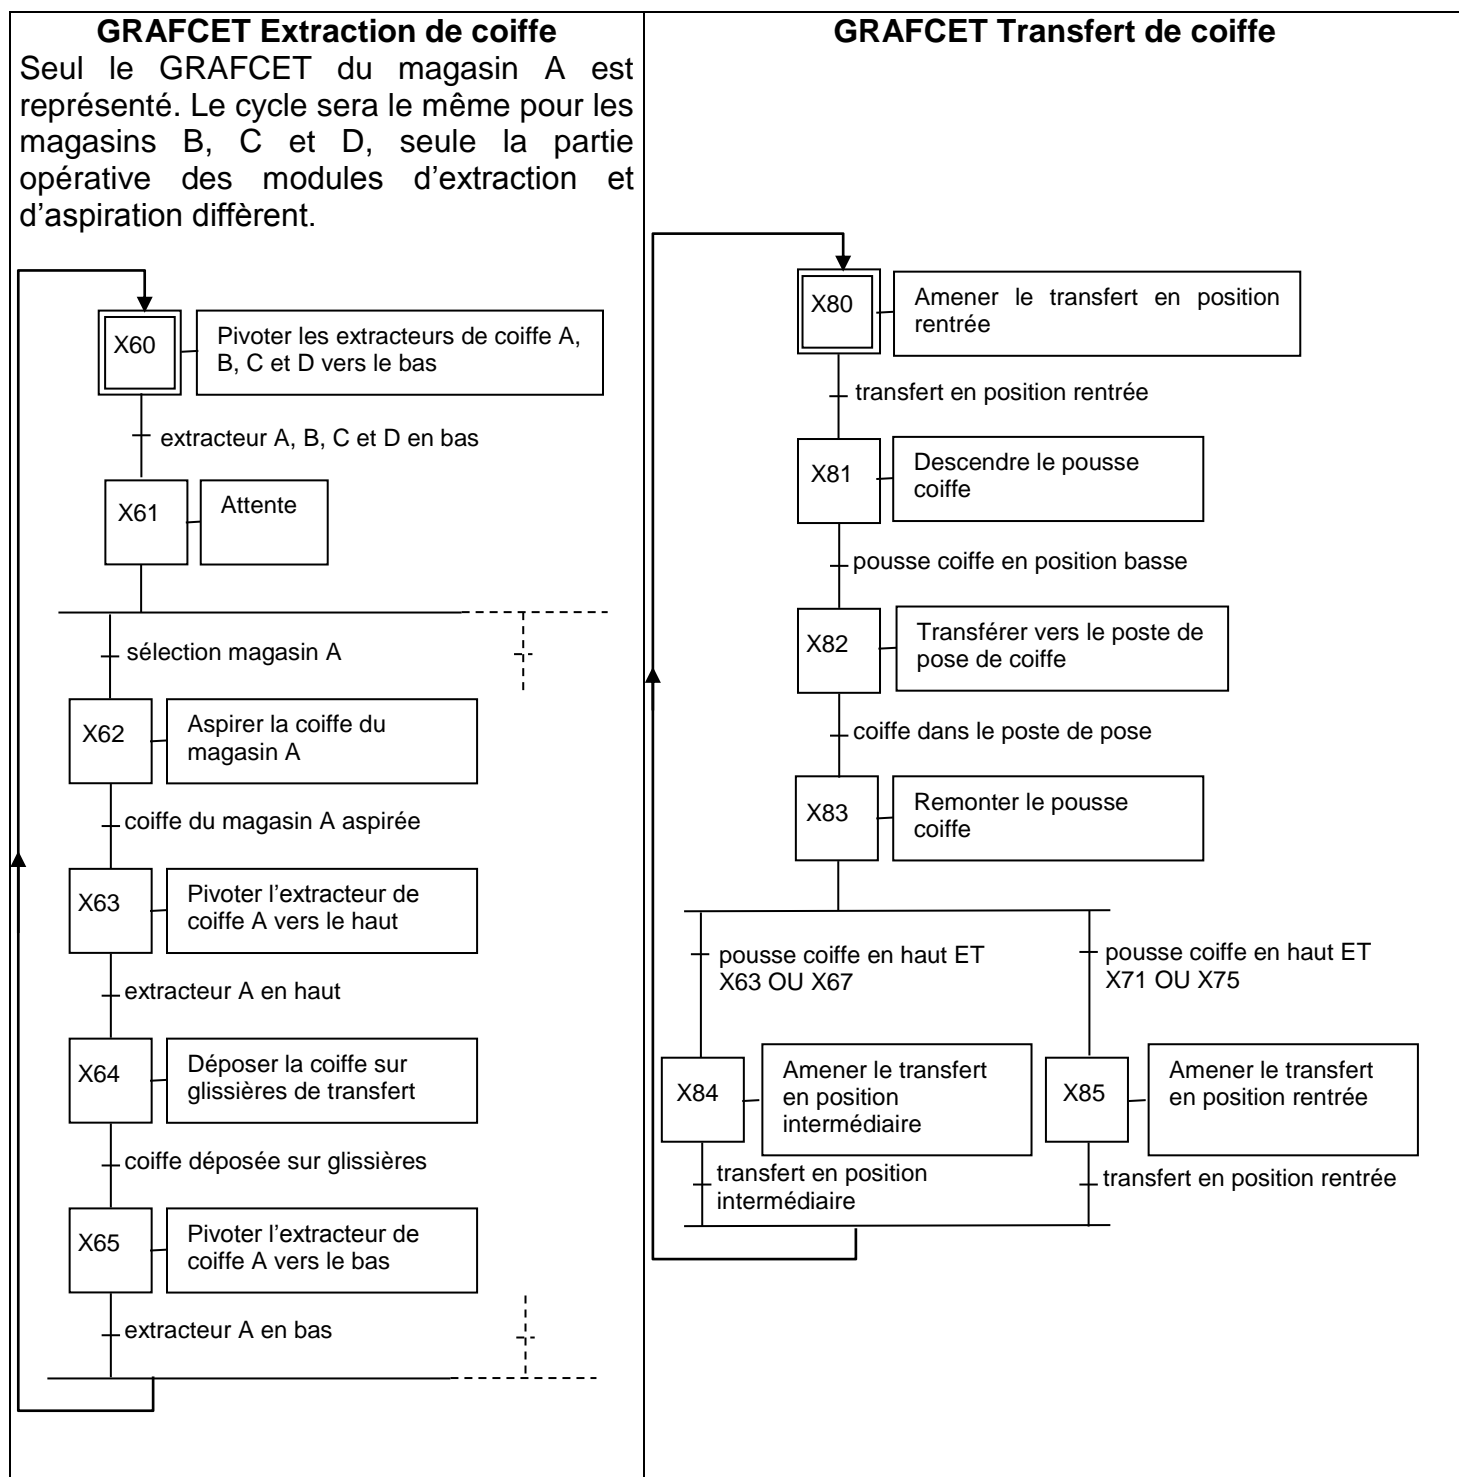 GRAFCET Extraction de coiffe
Seul le GRAFCET du magasin A est
représenté. Le cycle sera le même pour les
magasins B, C et D, seule la partie
opérative des modules d'extraction et
d'aspiration diffèrent.
X60
Pivoter les extracteurs de coiffe A,
B, C et D vers le bas
extracteur A, B, C et D en bas
X61
Attente
sélection magasin A
X62
Aspirer la coiffe du
magasin A
coiffe du magasin A aspirée
X63
Pivoter l'extracteur de
coiffe A vers le haut
extracteur A en haut
X64
Déposer la coiffe sur
glissières de transfert
coiffe déposée sur glissières
X65
Pivoter l'extracteur de
coiffe A vers le bas
extracteur A en bas
GRAFCET Transfert de coiffe
X80
Amener le transfert en position
rentrée
transfert en position rentrée
X81
Descendre le pousse
coiffe
pousse coiffe en position basse
X82
Transférer vers le poste de
pose de coiffe
coiffe dans le poste de pose
X83
Remonter le pousse
coiffe
pousse coiffe en haut ET
X63 OU X67
pousse coiffe en haut ET
X71 OU X75
X84
Amener le transfert
en position
intermédiaire
X85
Amener le transfert
en position rentrée
transfert en position
intermédiaire
transfert en position rentrée